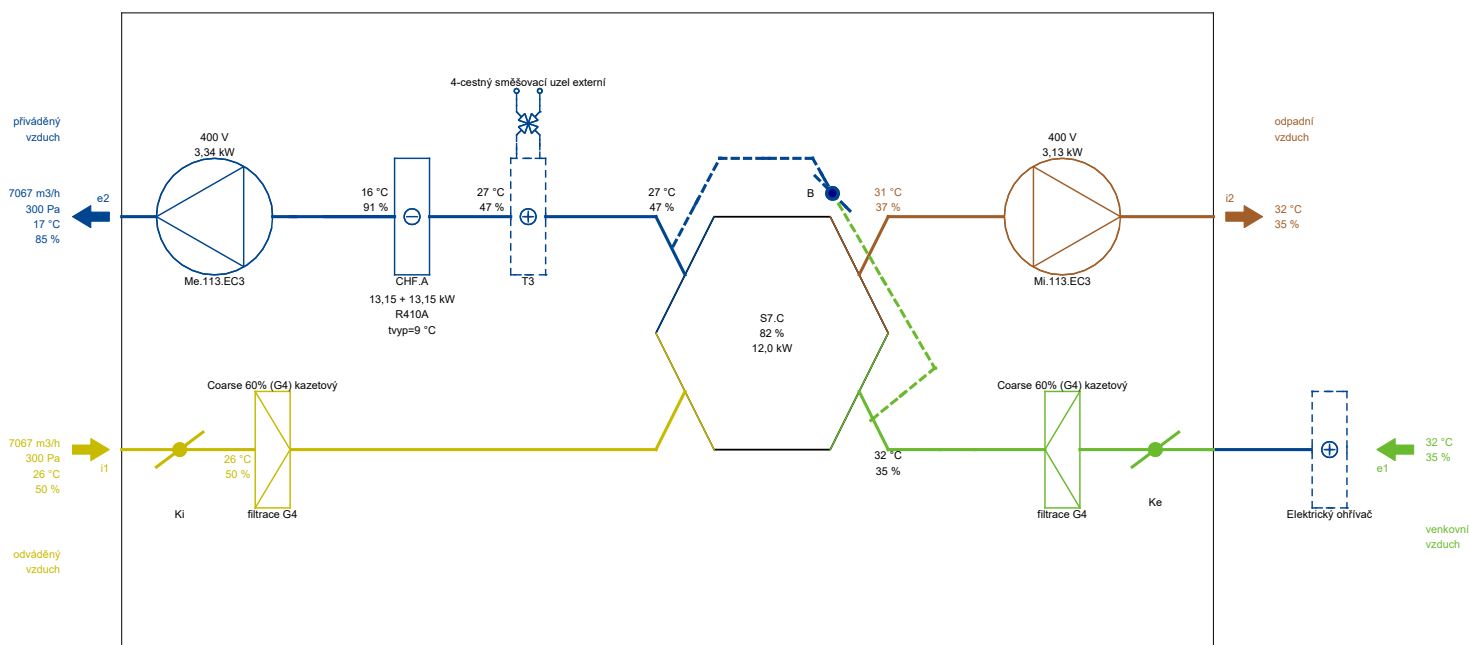 4-cestný směšovací uzel externí
přiváděný
vzduch
400 V
3,34 kW
400 V
3,13 kW
odpadní
vzduch
7067 m3/h
300 Pa
17 °C
85 %
e2
16 °C
91 %
27 °C
47 %
27 °C
47 %
B
31 °C
37 %
i2
32 °C
35 %
Me.113.EC3
CHF.A
13,15 + 13,15 kW
R410A
tvyp=9 °C
T3
Mi.113.EC3
S7.C
82 %
12,0 kW
Coarse 60% (G4) kazetový
Coarse 60% (G4) kazetový
7067 m3/h
300 Pa
26 °C
50 %
i1
26 °C
50 %
32 °C
35 %
32 °C
35 %
e1
Ki
filtrace G4
filtrace G4
Ke
Elektrický ohřívač
odváděný
vzduch
venkovní
vzduch